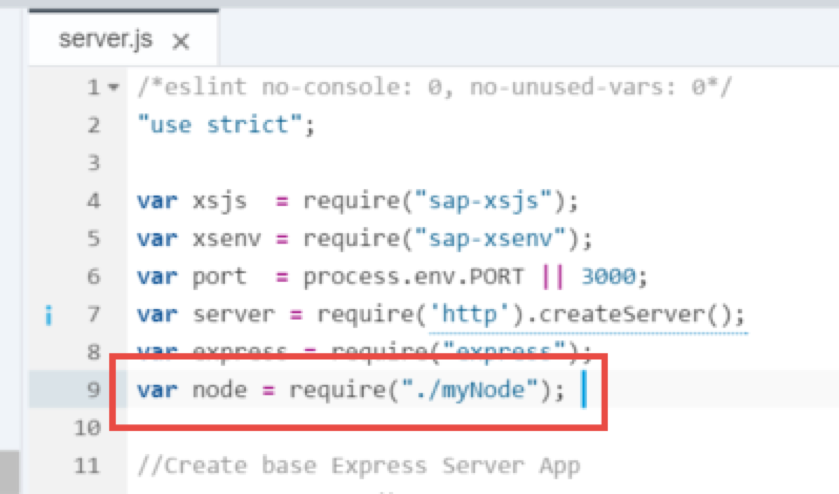 server.js ×
1 /*eslint no-console: 0, no-unused-vars: 0*/
2 "use strict";
3
4 var xsjs  = require("sap-xsjs");
5 var xsenv = require("sap-xsenv");
6 var port  = process.env.PORT || 3000;
i 7 var server = require('http').createServer();
8 var express = require("express");
9 var node = require("./myNode");
10
11 //Create base Express Server App